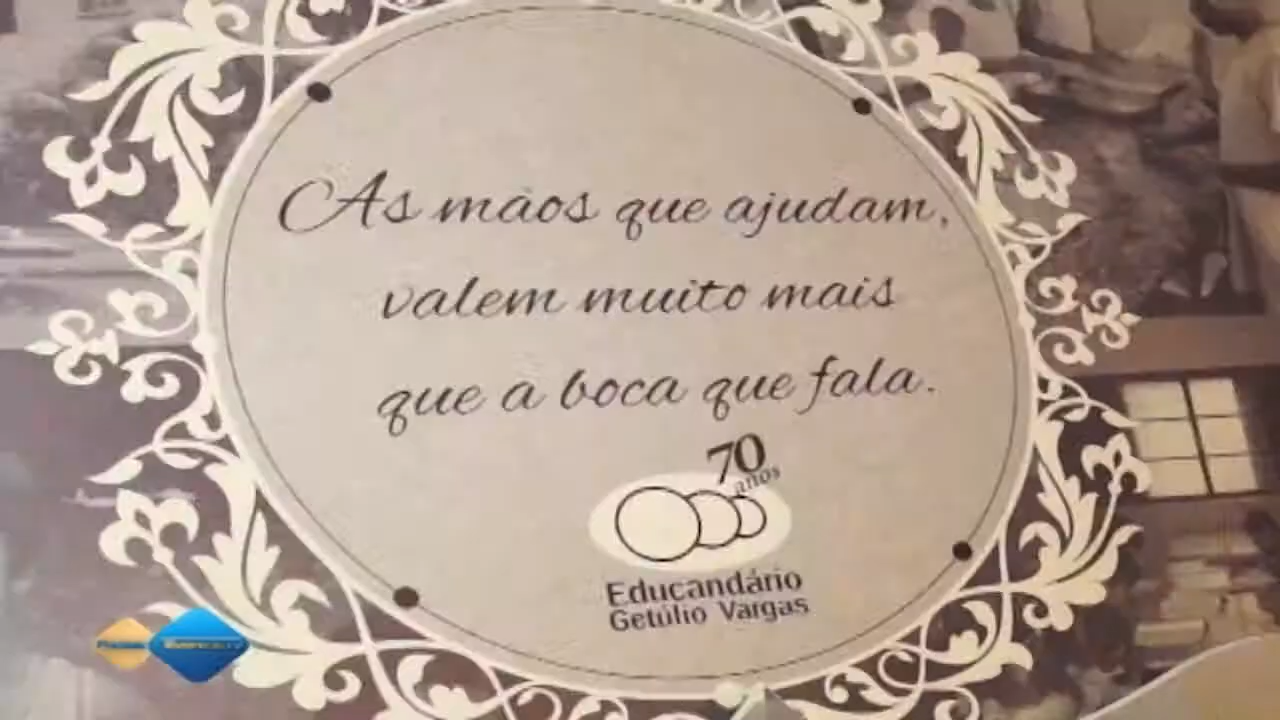 As mãos que ajudam,
valem muito mais
que a boca que fala.
70
anos
Educandário
Getúlio Vargas